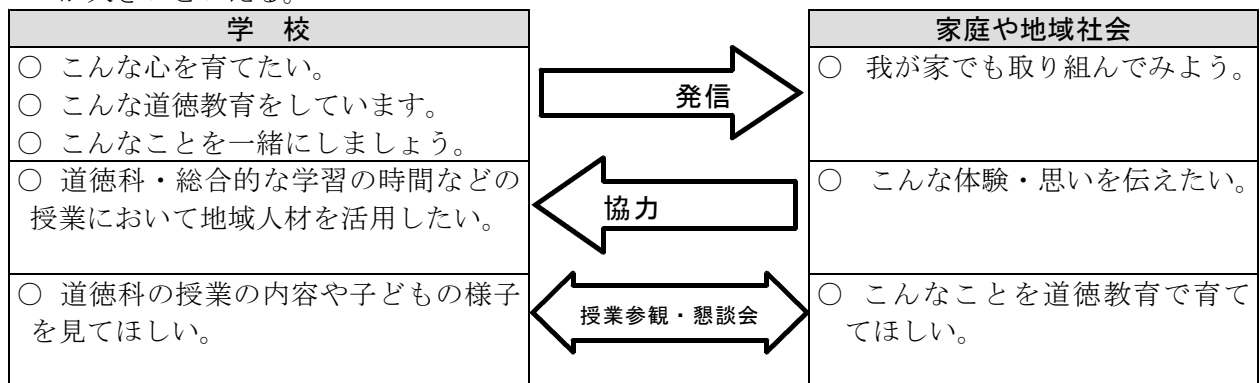 学 校
○ こんな心を育てたい。
○ こんな道徳教育をしています。
○ こんなことを一緒にしましょう。
発信
家庭や地域社会
○ 我が家でも取り組んでみよう。
○ 道徳科・総合的な学習の時間などの
授業において地域人材を活用したい。
協力
○ こんな体験・思いを伝えたい。
○ 道徳科の授業の内容や子どもの様子
を見てほしい。
授業参観・懇談会
○ こんなことを道徳教育で育て
てほしい。